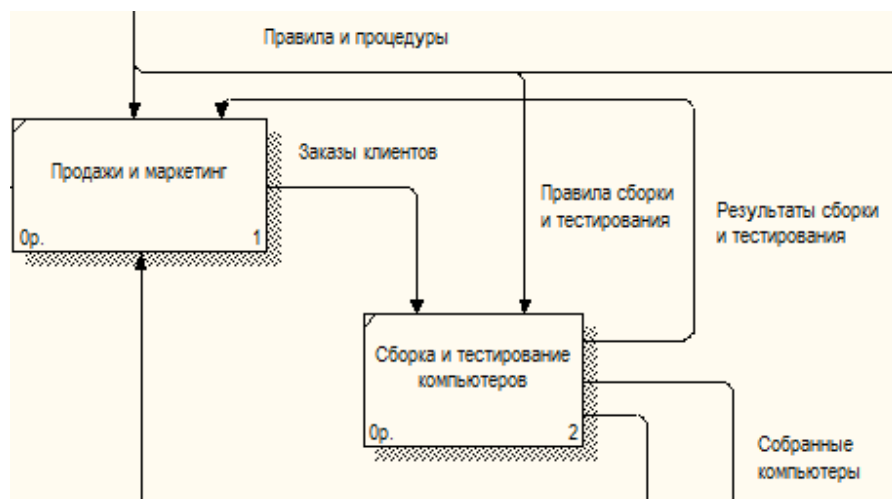 Правила и процедуры
Продажи и маркетинг
0р. 1
Заказы клиентов
Правила сборки
и тестирования
Результаты сборки
и тестирования
Сборка и тестирование
компьютеров
0р. 2
Собранные
компьютеры